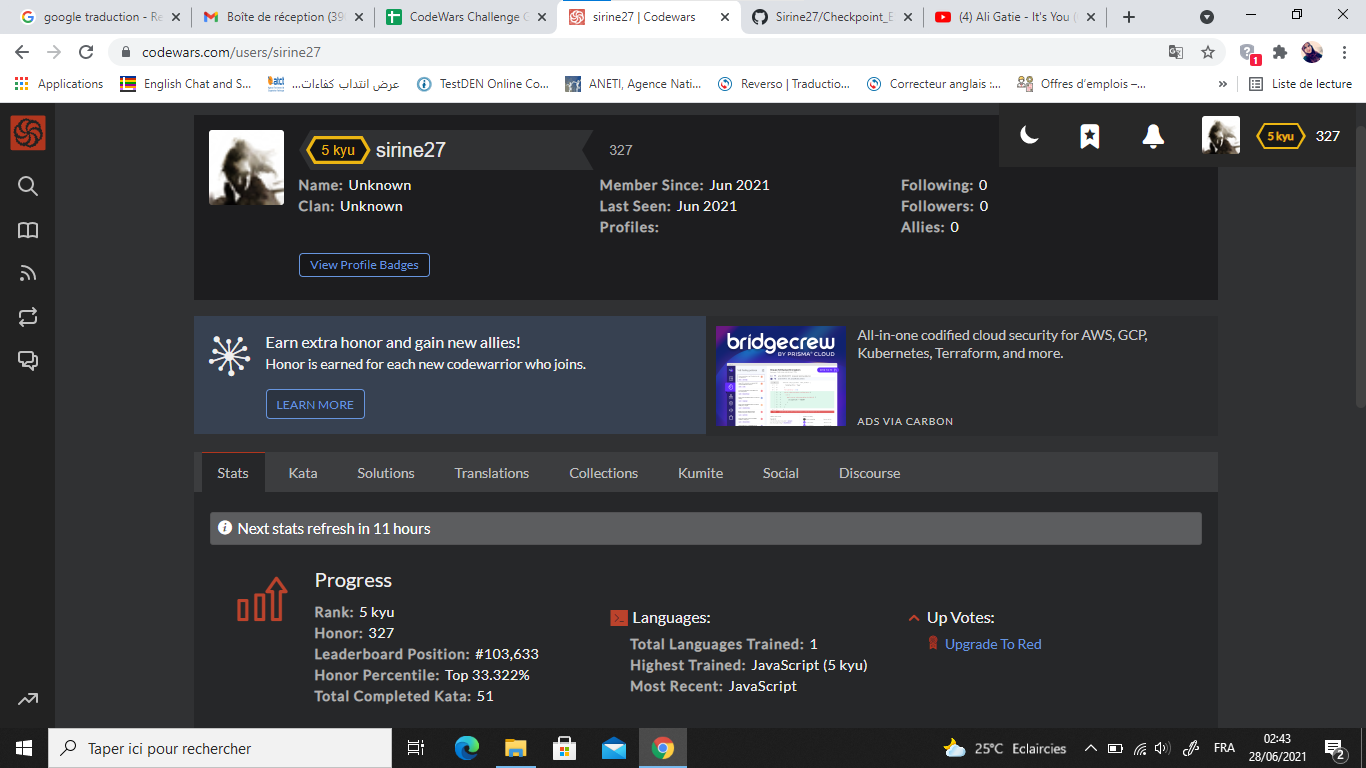 google traduction - Re
Boîte de réception (39
CodeWars Challenge C
sirine27 | Codewars
Sirine27/Checkpoint_E
(4) Ali Gatie - It's You (
codewars.com/users/sirine27
1
Applications
English Chat and S...
عرض انتداب كفاءات...
TestDEN Online Co...
ANETI, Agence Nati...
Reverso | Traductio...
Correcteur anglais :...
Offres d'emploi –...
»
Liste de lecture
5 kyu
sirine27
327
5 kyu
327
Name: Unknown
Member Since: Jun 2021
Following: 0
Clan: Unknown
Last Seen: Jun 2021
Followers: 0
Profiles:
Allies: 0
View Profile Badges
Earn extra honor and gain new allies!
Honor is earned for each new codewarrior who joins.
LEARN MORE
bridgecrew
BY PRISMA CLOUD
All-in-one codified cloud security for AWS, GCP,
Kubernetes, Terraform, and more.
ADS VIA CARBON
Stats
Kata
Solutions
Translations
Collections
Kumite
Social
Discourse
Next stats refresh in 11 hours
Progress
Rank: 5 kyu
Honor: 327
Leaderboard Position: #103,633
Honor Percentile: Top 33.322%
Total Completed Kata: 51
Languages:
Total Languages Trained: 1
Highest Trained: JavaScript (5 kyu)
Most Recent: JavaScript
Up Votes:
Upgrade To Red
Taper ici pour rechercher
25°C Eclaircies
FRA
02:43
28/06/2021
2